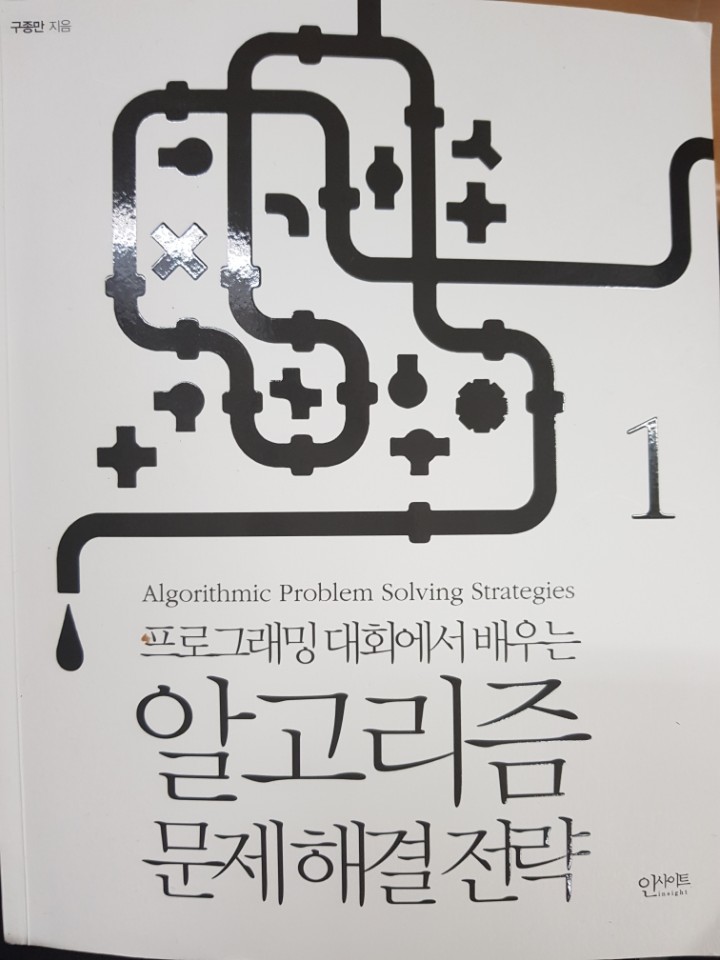 구종만 지음
1
Algorithmic Problem Solving Strategies
프로그래밍 대회에서 배우는
알고리즘
문제 해결 전략
인사이트
insight